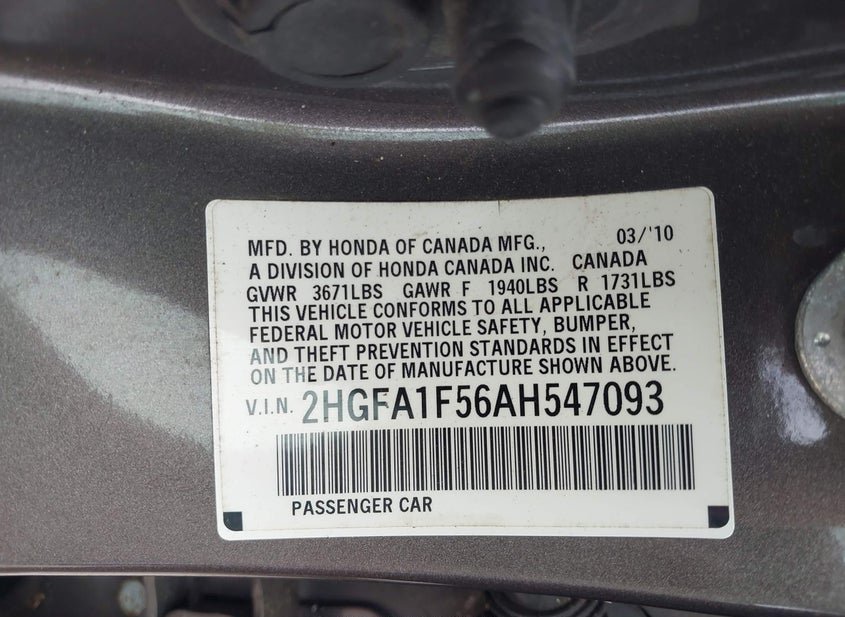 MFD. BY HONDA OF CANADA MFG., 03/'10
A DIVISION OF HONDA CANADA INC. CANADA
GVWR 3671LBS GAWR F 1940LBS R 1731LBS
THIS VEHICLE CONFORMS TO ALL APPLICABLE
FEDERAL MOTOR VEHICLE SAFETY, BUMPER,
AND THEFT PREVENTION STANDARDS IN EFFECT
ON THE DATE OF MANUFACTURE SHOWN ABOVE.
V.I.N. 2HGFA1F56AH547093
PASSENGER CAR